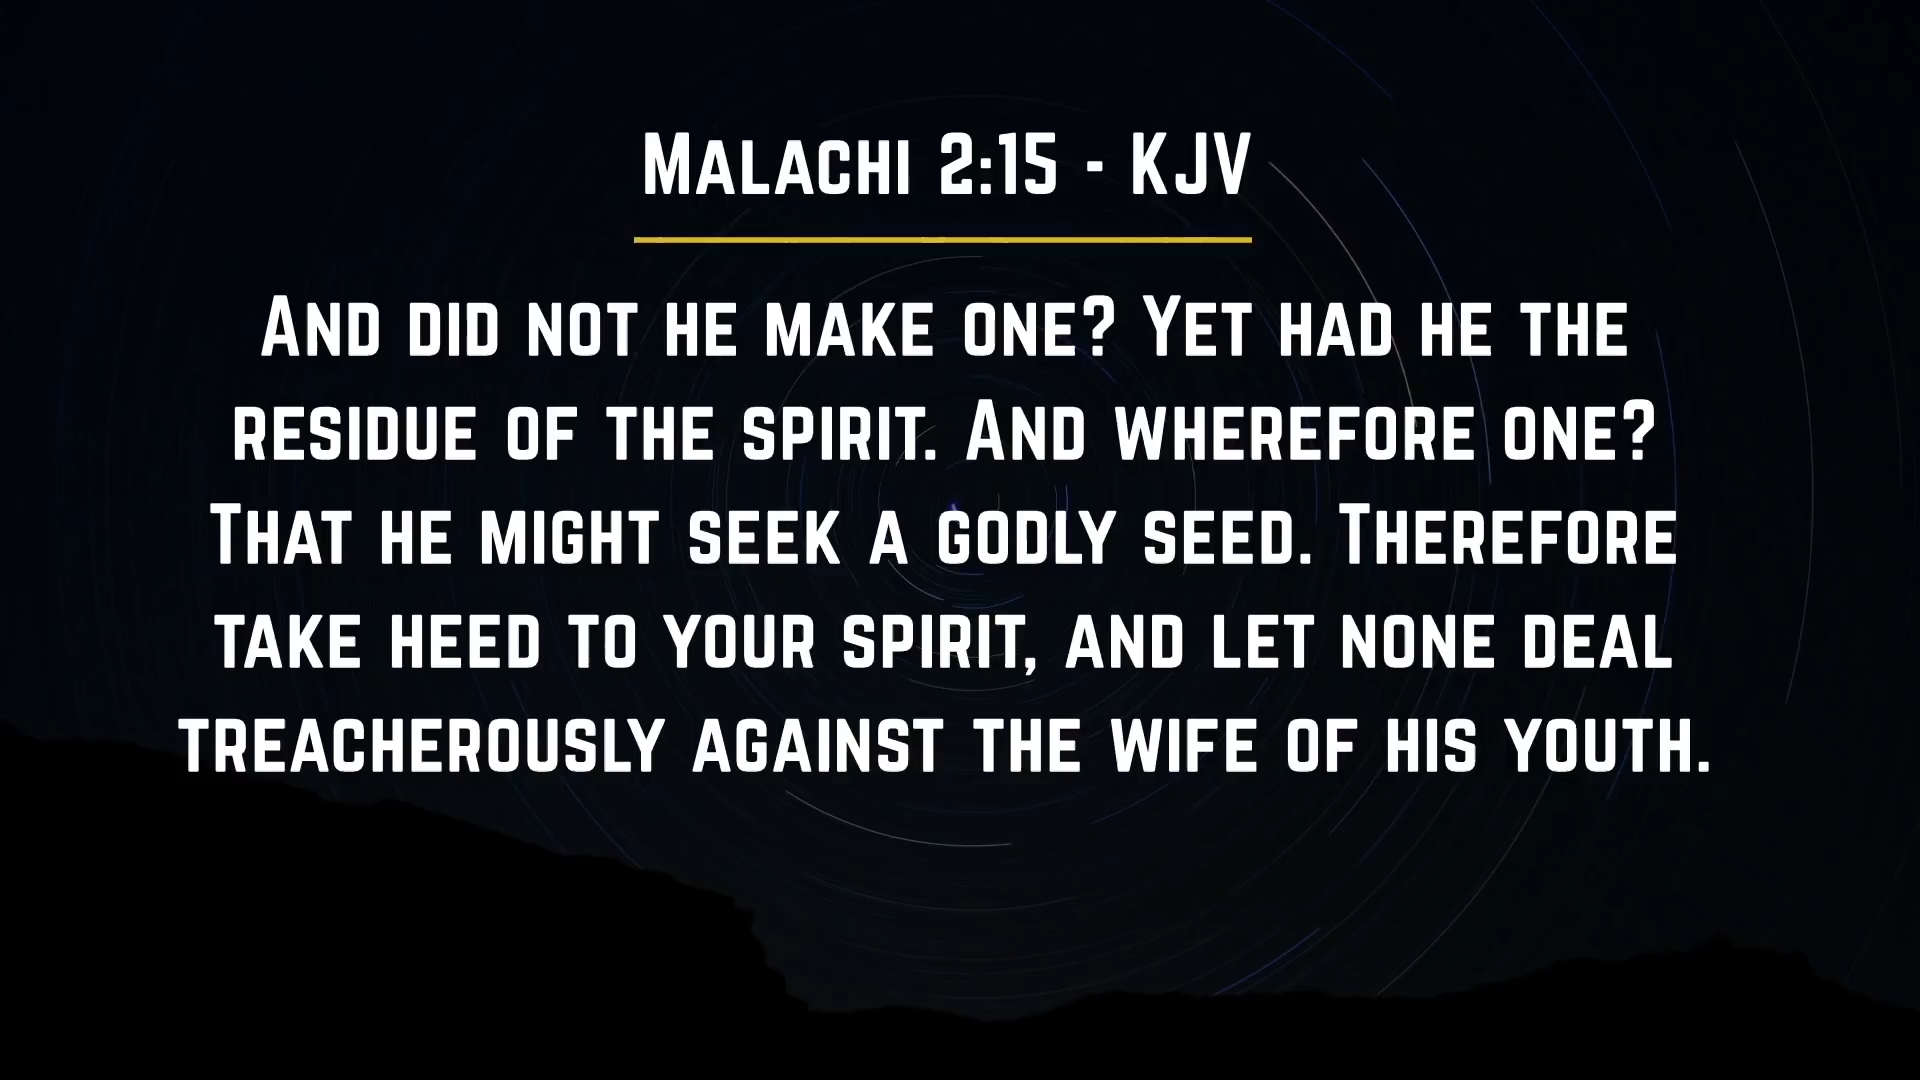 Malachi 2:15 - KJV
And did not he make one? Yet had he the
residue of the spirit. And wherefore one?
That he might seek a godly seed. Therefore
take heed to your spirit, and let none deal
treacherously against the wife of his youth.